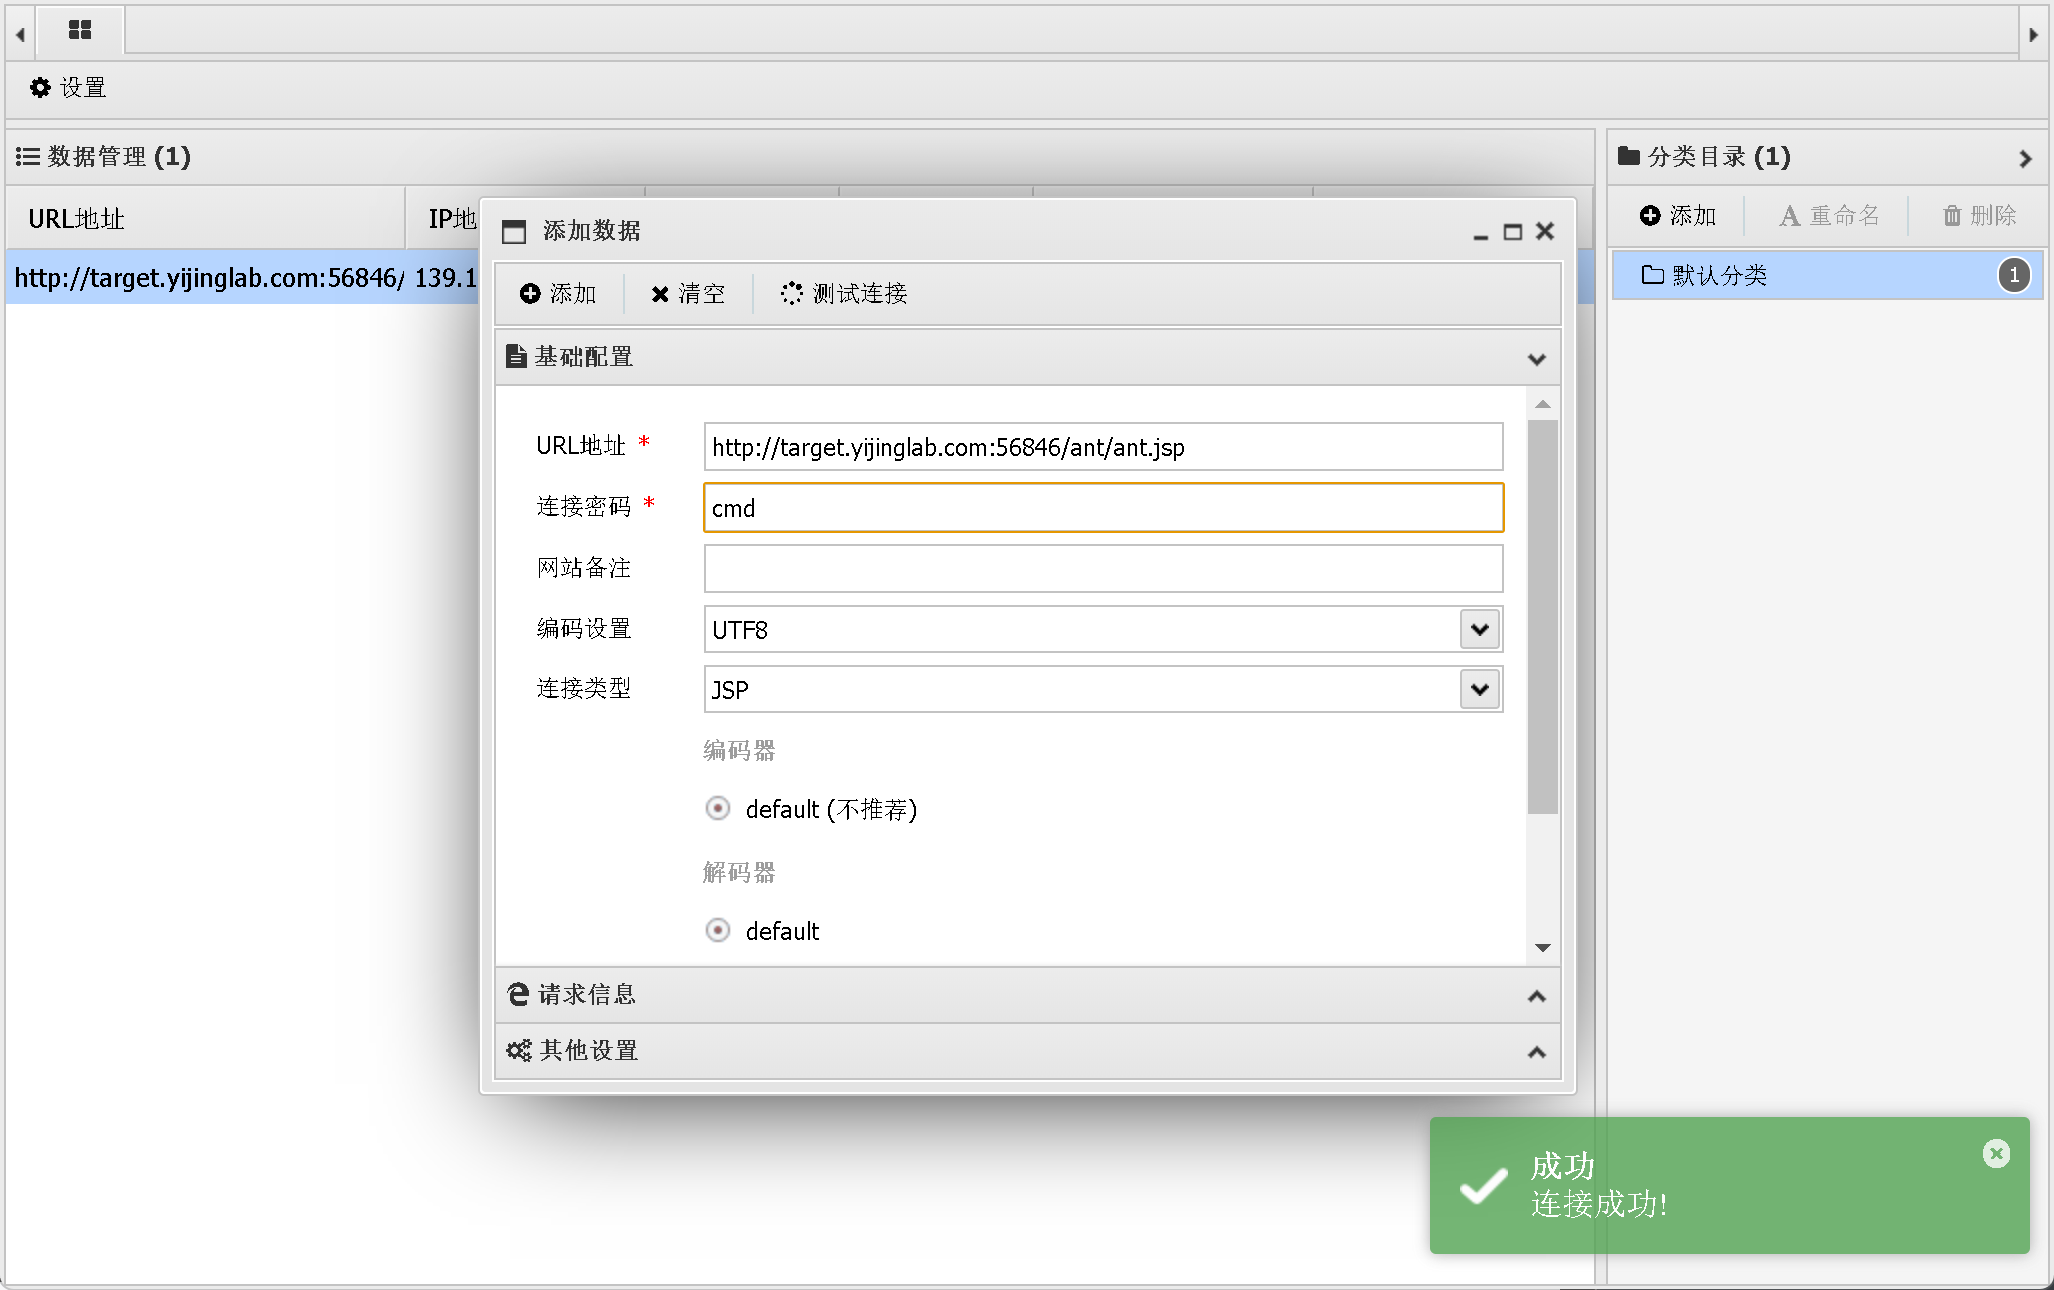 设置
数据管理 (1)
URL地址
IP地
http://target.yijinglab.com:56846/ 139.1
添加数据
添加
清空
测试连接
基础配置
URL地址 *
http://target.yijinglab.com:56846/ant/ant.jsp
连接密码 *
cmd
网站备注
编码设置
UTF8
连接类型
JSP
编码器
default (不推荐)
解码器
default
请求信息
其他设置
分类目录 (1)
添加
重命名
删除
默认分类
1
成功
连接成功!